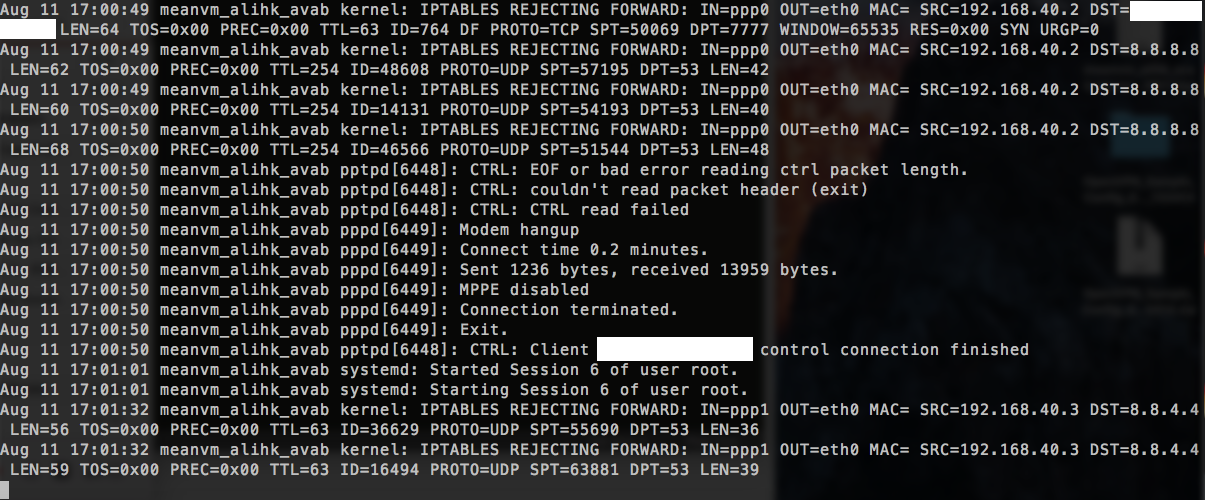 Aug 11 17:00:49 meanvm_alihk_avab kernel: IPTABLES REJECTING FORWARD: IN=ppp0 OUT=eth0 MAC= SRC=192.168.40.2 DST=
LEN=64 TOS=0x00 PREC=0x00 TTL=63 ID=764 DF PROTO=TCP SPT=50069 DPT=7777 WINDOW=65535 RES=0x00 SYN URGP=0
Aug 11 17:00:49 meanvm_alihk_avab kernel: IPTABLES REJECTING FORWARD: IN=ppp0 OUT=eth0 MAC= SRC=192.168.40.2 DST=8.8.8.8
LEN=62 TOS=0x00 PREC=0x00 TTL=254 ID=48608 PROTO=UDP SPT=57195 DPT=53 LEN=42
Aug 11 17:00:49 meanvm_alihk_avab kernel: IPTABLES REJECTING FORWARD: IN=ppp0 OUT=eth0 MAC= SRC=192.168.40.2 DST=8.8.8.8
LEN=60 TOS=0x00 PREC=0x00 TTL=254 ID=14131 PROTO=UDP SPT=54193 DPT=53 LEN=40
Aug 11 17:00:50 meanvm_alihk_avab kernel: IPTABLES REJECTING FORWARD: IN=ppp0 OUT=eth0 MAC= SRC=192.168.40.2 DST=8.8.8.8
LEN=68 TOS=0x00 PREC=0x00 TTL=254 ID=46566 PROTO=UDP SPT=51544 DPT=53 LEN=48
Aug 11 17:00:50 meanvm_alihk_avab pptpd[6448]: CTRL: EOF or bad error reading ctrl packet length.
Aug 11 17:00:50 meanvm_alihk_avab pptpd[6448]: CTRL: couldn't read packet header (exit)
Aug 11 17:00:50 meanvm_alihk_avab pptpd[6448]: CTRL: CTRL read failed
Aug 11 17:00:50 meanvm_alihk_avab pppd[6449]: Modem hangup
Aug 11 17:00:50 meanvm_alihk_avab pppd[6449]: Connect time 0.2 minutes.
Aug 11 17:00:50 meanvm_alihk_avab pppd[6449]: Sent 1236 bytes, received 13959 bytes.
Aug 11 17:00:50 meanvm_alihk_avab pppd[6449]: MPPE disabled
Aug 11 17:00:50 meanvm_alihk_avab pppd[6449]: Connection terminated.
Aug 11 17:00:50 meanvm_alihk_avab pppd[6449]: Exit.
Aug 11 17:00:50 meanvm_alihk_avab pptpd[6448]: CTRL: Client control connection finished
Aug 11 17:01:01 meanvm_alihk_avab systemd: Started Session 6 of user root.
Aug 11 17:01:01 meanvm_alihk_avab systemd: Starting Session 6 of user root.
Aug 11 17:01:32 meanvm_alihk_avab kernel: IPTABLES REJECTING FORWARD: IN=ppp1 OUT=eth0 MAC= SRC=192.168.40.3 DST=8.8.4.4
LEN=56 TOS=0x00 PREC=0x00 TTL=63 ID=36629 PROTO=UDP SPT=55690 DPT=53 LEN=36
Aug 11 17:01:32 meanvm_alihk_avab kernel: IPTABLES REJECTING FORWARD: IN=ppp1 OUT=eth0 MAC= SRC=192.168.40.3 DST=8.8.4.4
LEN=59 TOS=0x00 PREC=0x00 TTL=63 ID=16494 PROTO=UDP SPT=63881 DPT=53 LEN=39